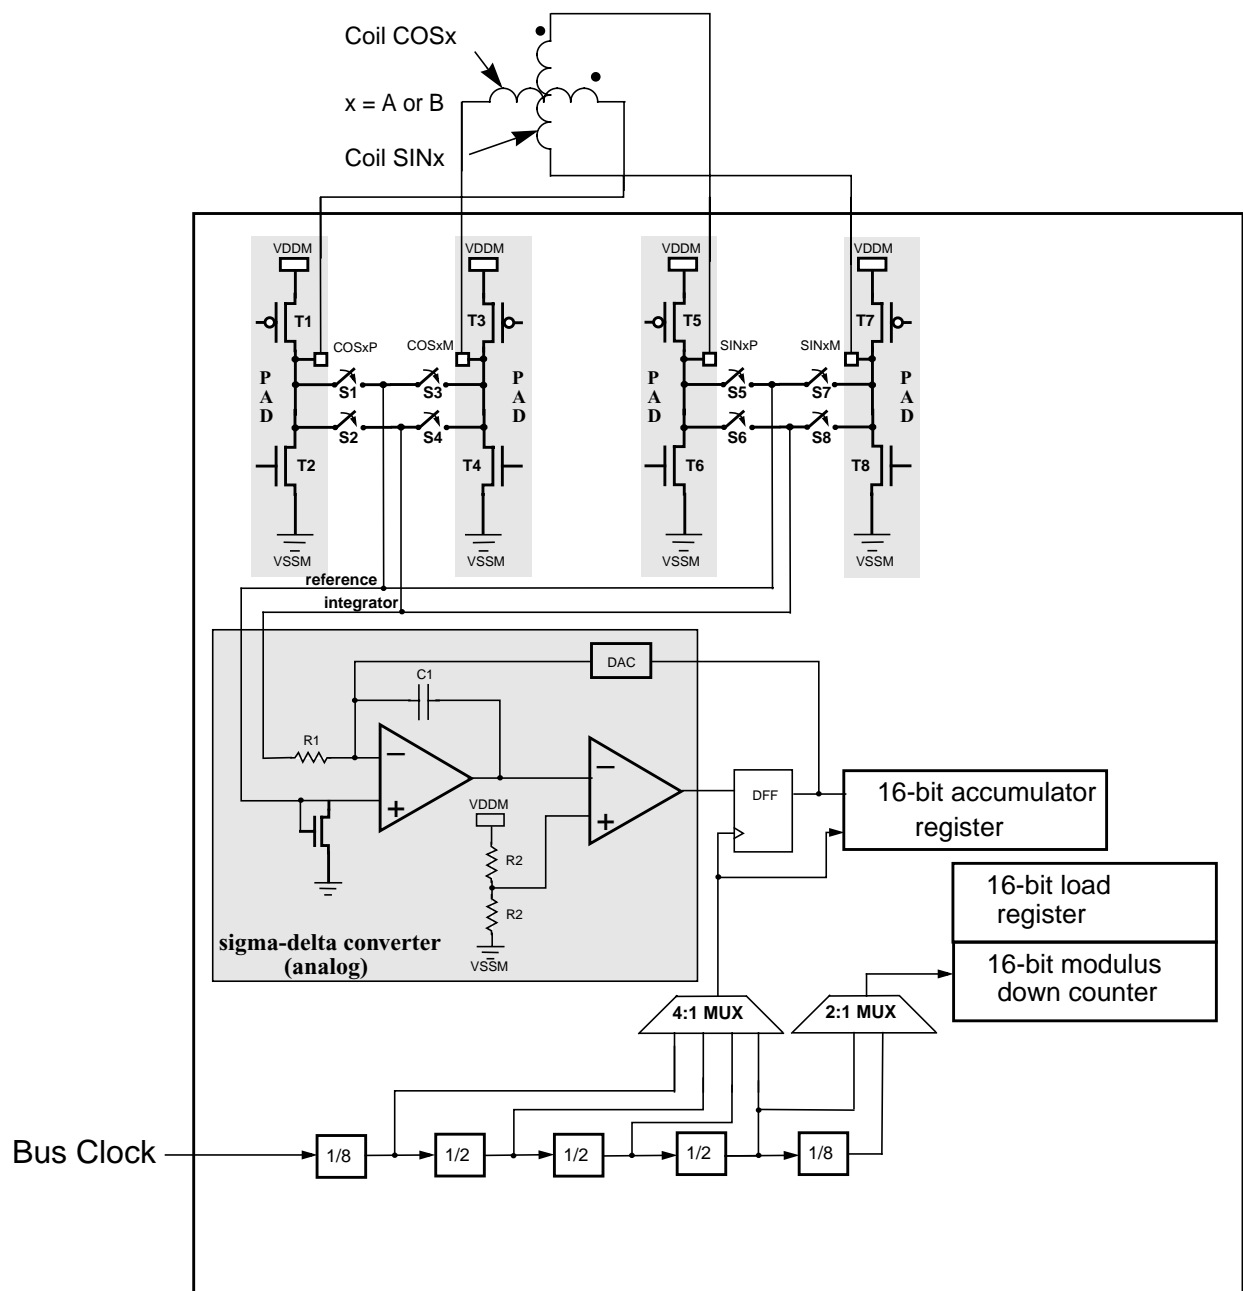 Coil COSx
x = A or B
Coil SINx
VDDM
VDDM
VDDM
VDDM
T1
T3
T5
T7
COSxP
COSxM
SINxP
SINxM
PAD
S1
S3
PAD
PAD
S5
S7
PAD
S2
S4
S6
S8
T2
T4
T6
T8
VSSM
VSSM
VSSM
VSSM
reference
integrator
DAC
C1
R1
VDDM
DFF
16-bit accumulator
register
R2
R2
16-bit load
register
sigma-delta converter
(analog)
VSSM
16-bit modulus
down counter
4:1 MUX
2:1 MUX
Bus Clock
1/8
1/2
1/2
1/2
1/8